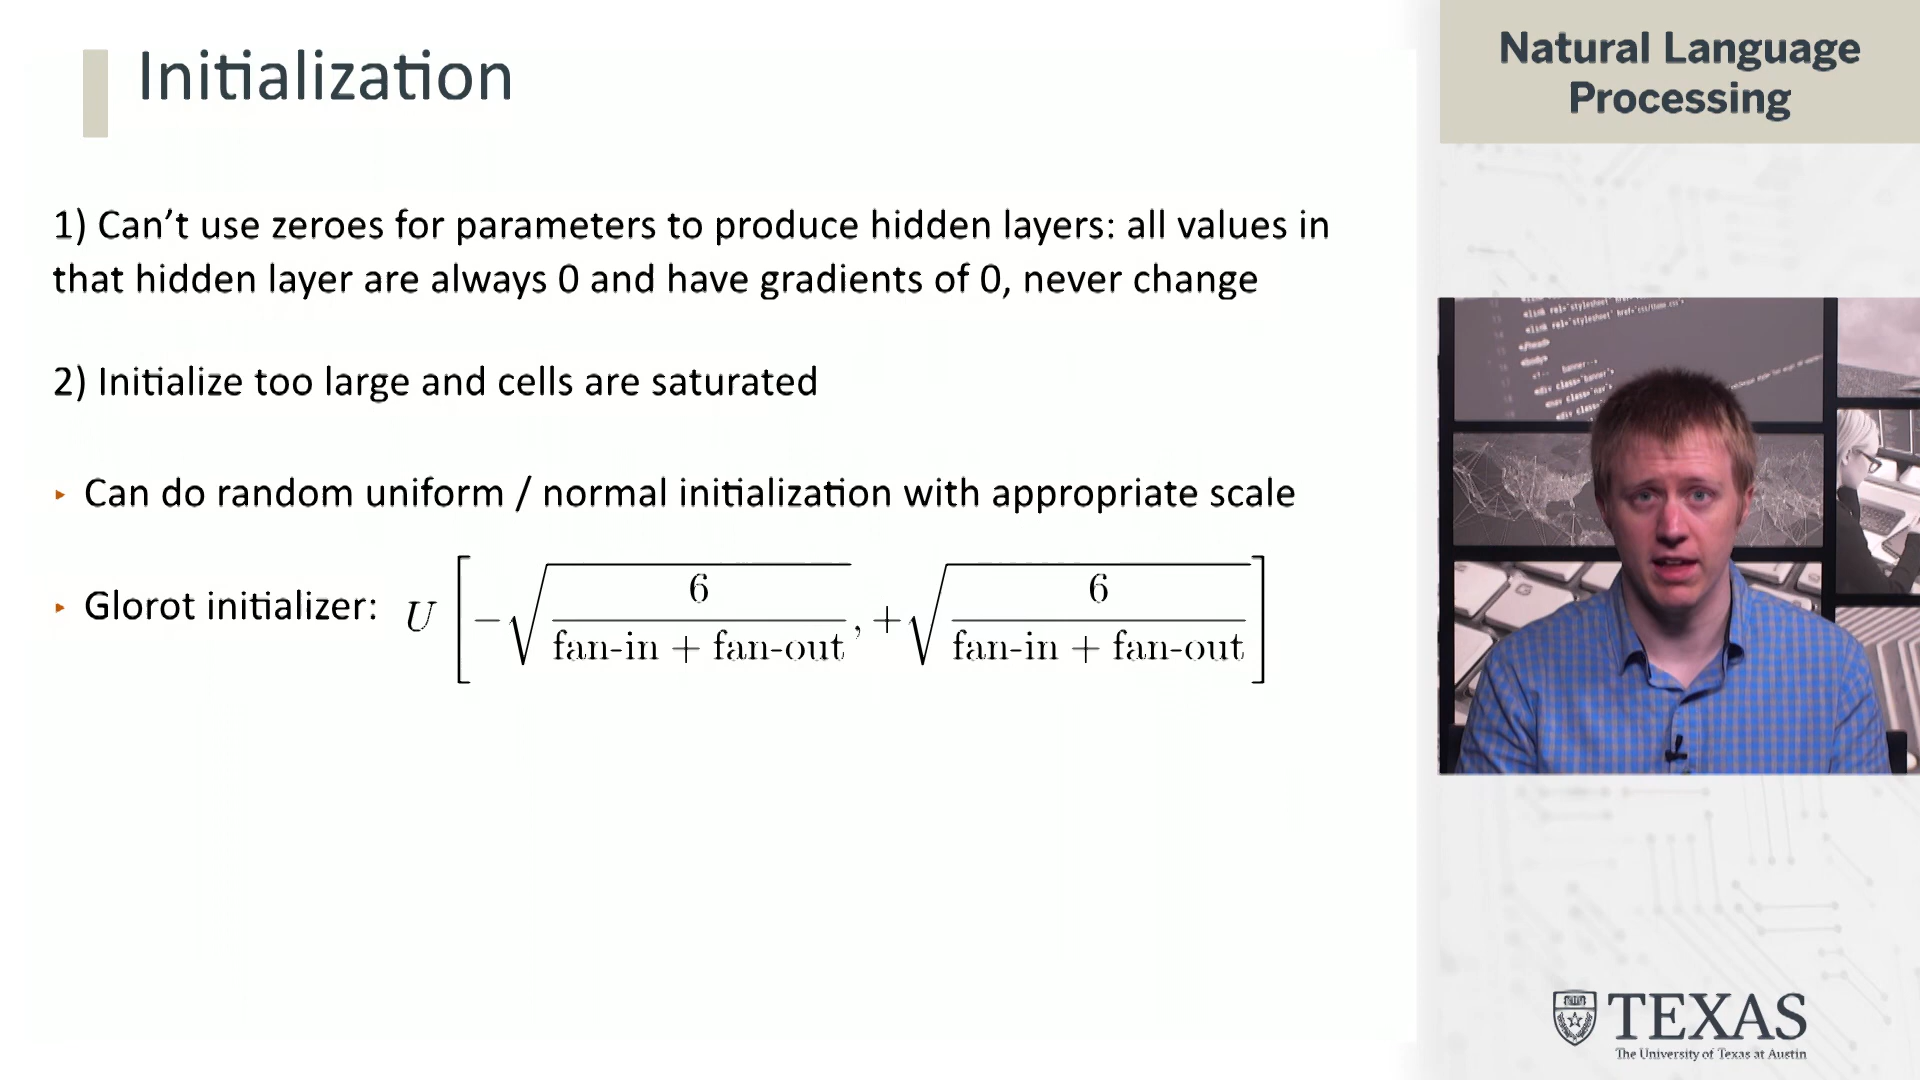 Initialization
Natural Language
Processing
1) Can't use zeroes for parameters to produce hidden layers: all values in
that hidden layer are always 0 and have gradients of 0, never change
2) Initialize too large and cells are saturated
‣ Can do random uniform / normal initialization with appropriate scale
‣ Glorot initializer: U [ −√(6 / (fan-in + fan-out)), +√(6 / (fan-in + fan-out)) ]
TEXAS
The University of Texas at Austin